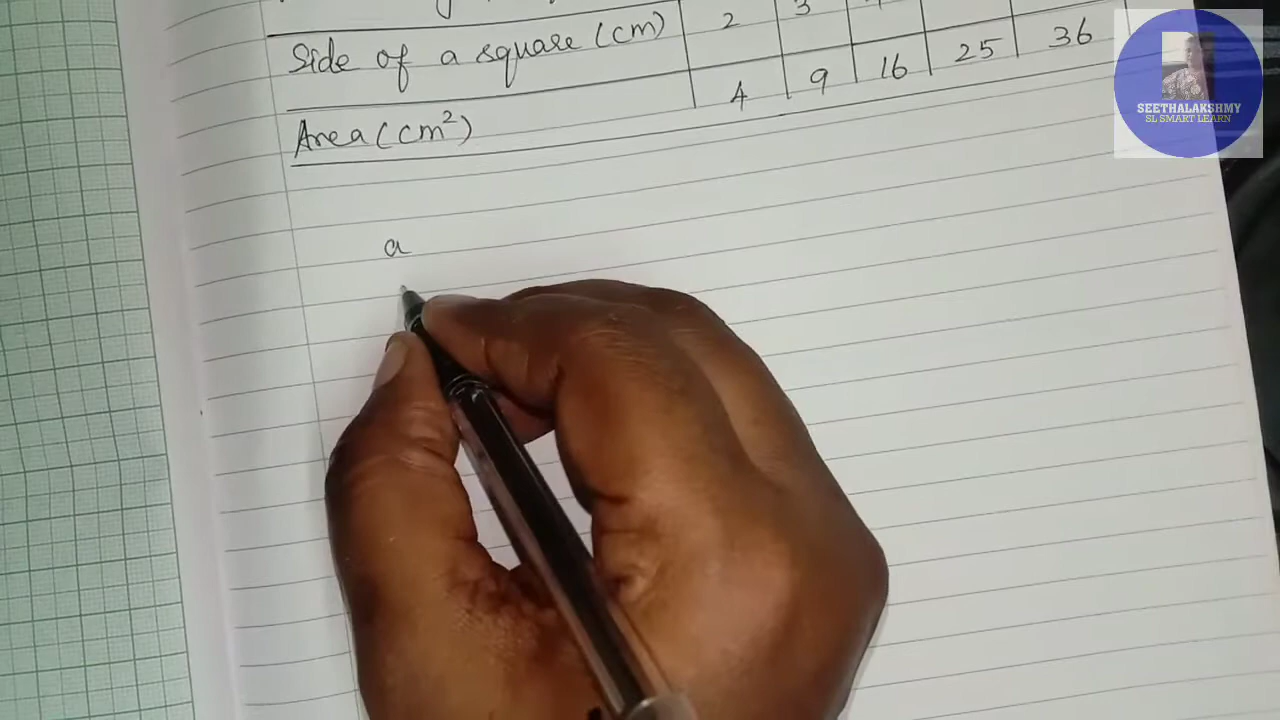 Side of a square (cm) 2 3
Area (cm²) 4 9 16 25 36
a
SEETHALAKSHMY
SL SMART LEARN